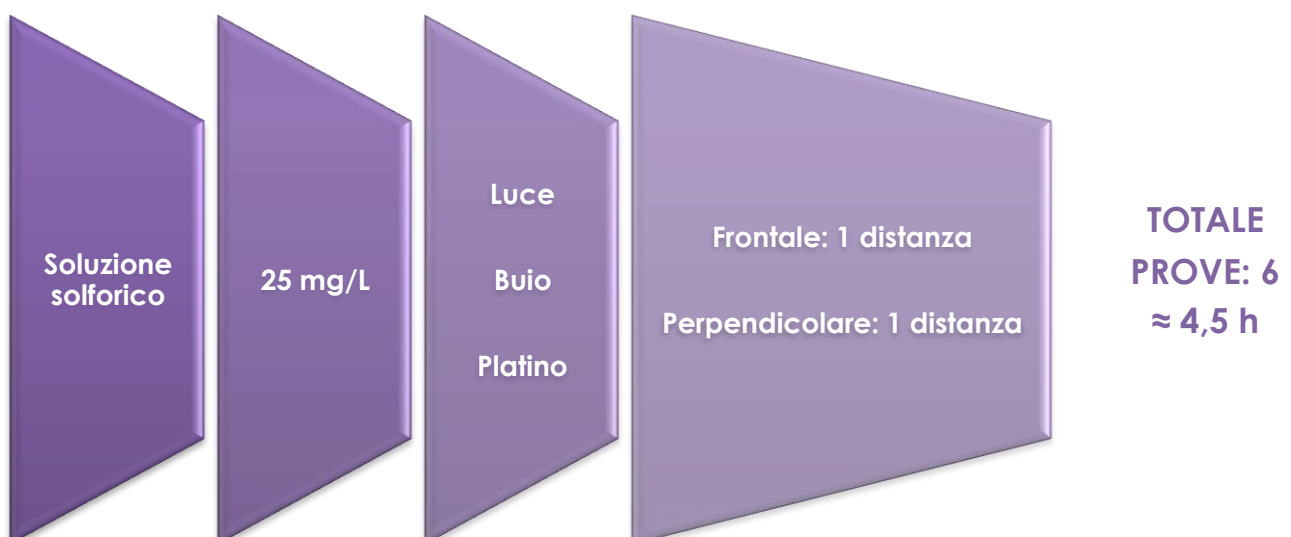 Soluzione
solforico
25 mg/L
Luce
Buio
Platino
Frontale: 1 distanza
Perpendicolare: 1 distanza
TOTALE
PROVE: 6
≈ 4,5 h